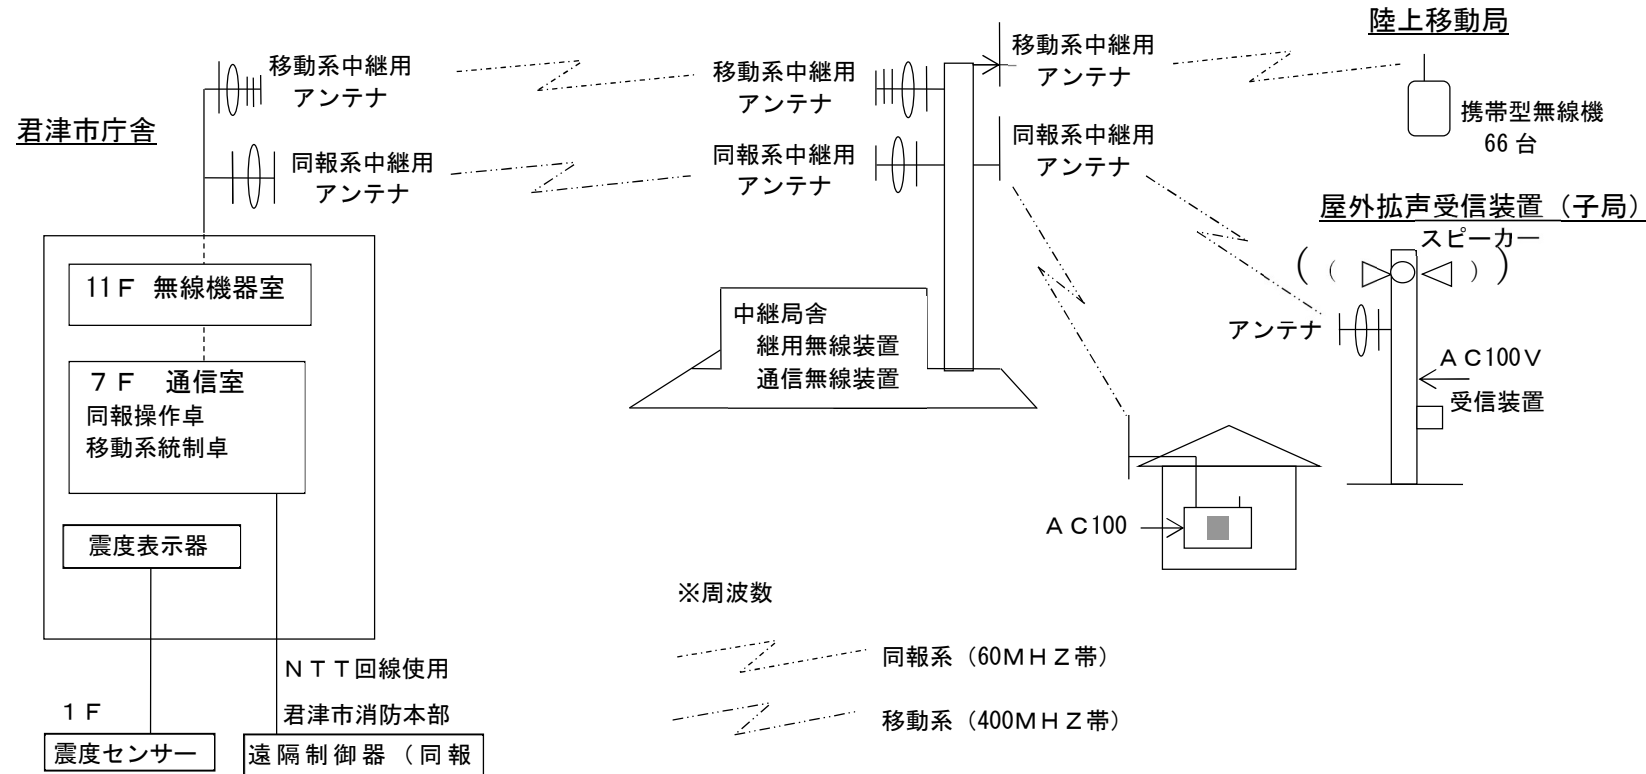 陸上移動局
移動系中継用
アンテナ
移動系中継用
アンテナ
移動系中継用
アンテナ
携帯型無線機
66 台
君津市庁舎
同報系中継用
アンテナ
同報系中継用
アンテナ
同報系中継用
アンテナ
屋外拡声受信装置（子局）
スピーカー
11Ｆ 無線機器室
中継局舎
継用無線装置
通信無線装置
アンテナ
ＡＣ100Ｖ
受信装置
７Ｆ 通信室
同報操作卓
移動系統制卓
ＡＣ100
震度表示器
※周波数
同報系（60ＭＨＺ帯）
移動系（400ＭＨＺ帯）
ＮＴＴ回線使用
１Ｆ
君津市消防本部
震度センサー
遠隔制御器（同報